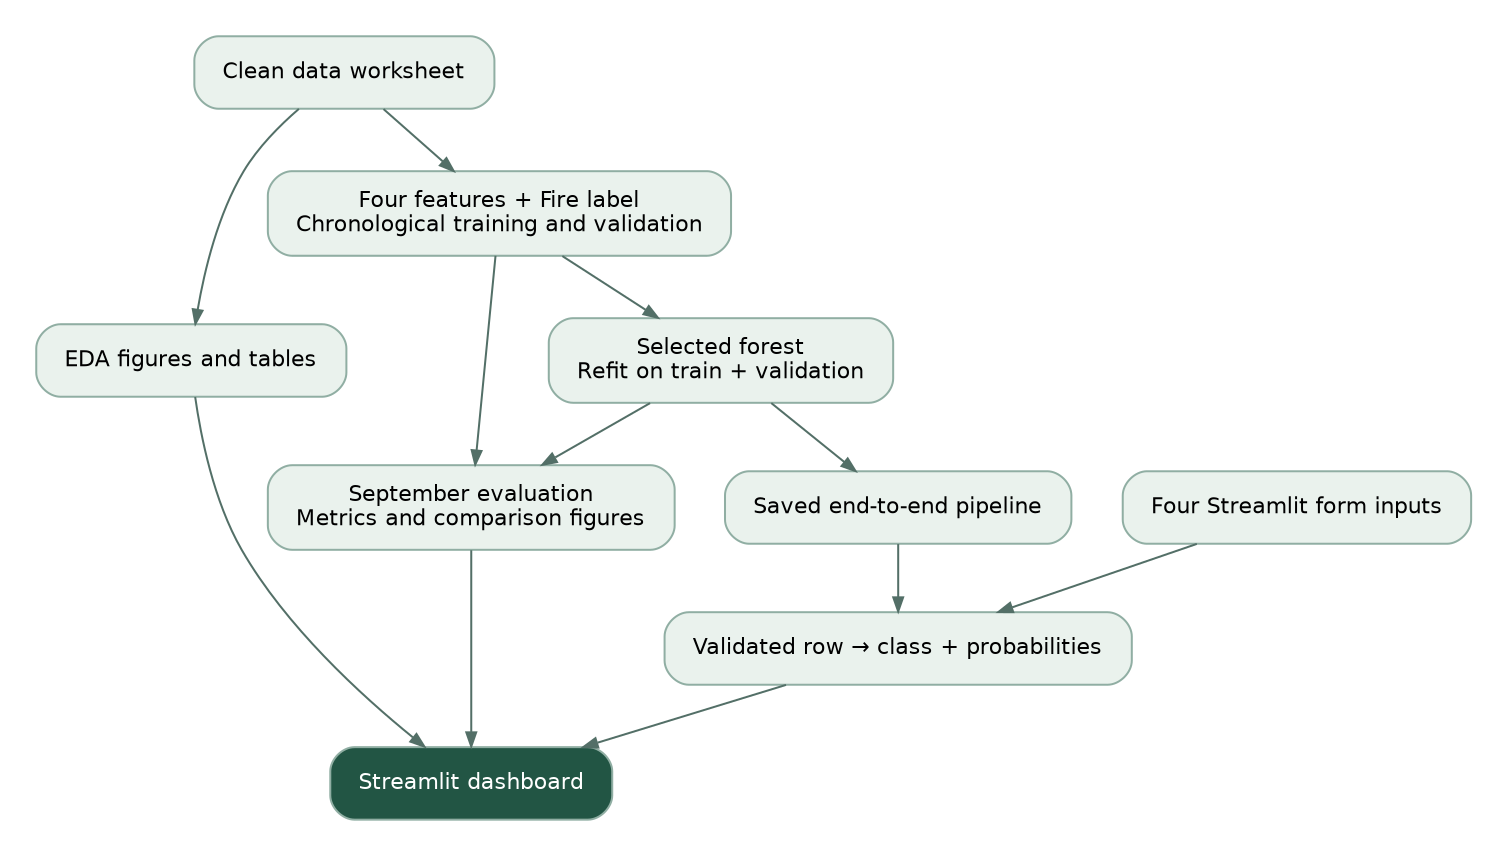 Clean data worksheet
Four features + Fire label
Chronological training and validation
EDA figures and tables
Selected forest
Refit on train + validation
September evaluation
Metrics and comparison figures
Saved end-to-end pipeline
Four Streamlit form inputs
Validated row → class + probabilities
Streamlit dashboard